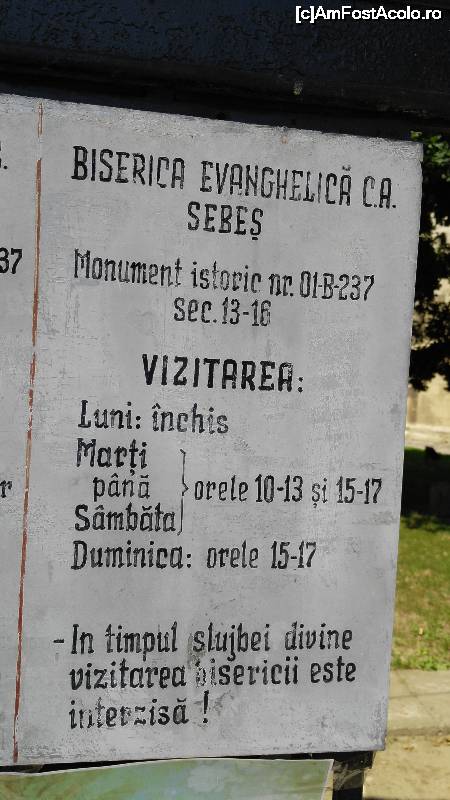 [c]AmFostAcolo.ro
BISERICA EVANGHELICĂ C.A.
SEBEȘ
Monument istoric nr. 01-B-237
sec. 13-16
VIZITAREA:
Luni: închis
Marți
până
Sâmbăta
orele 10-13 și 15-17
Duminica: orele 15-17
- In timpul slujbei divine
vizitarea bisericii este
interzisă !
37
r